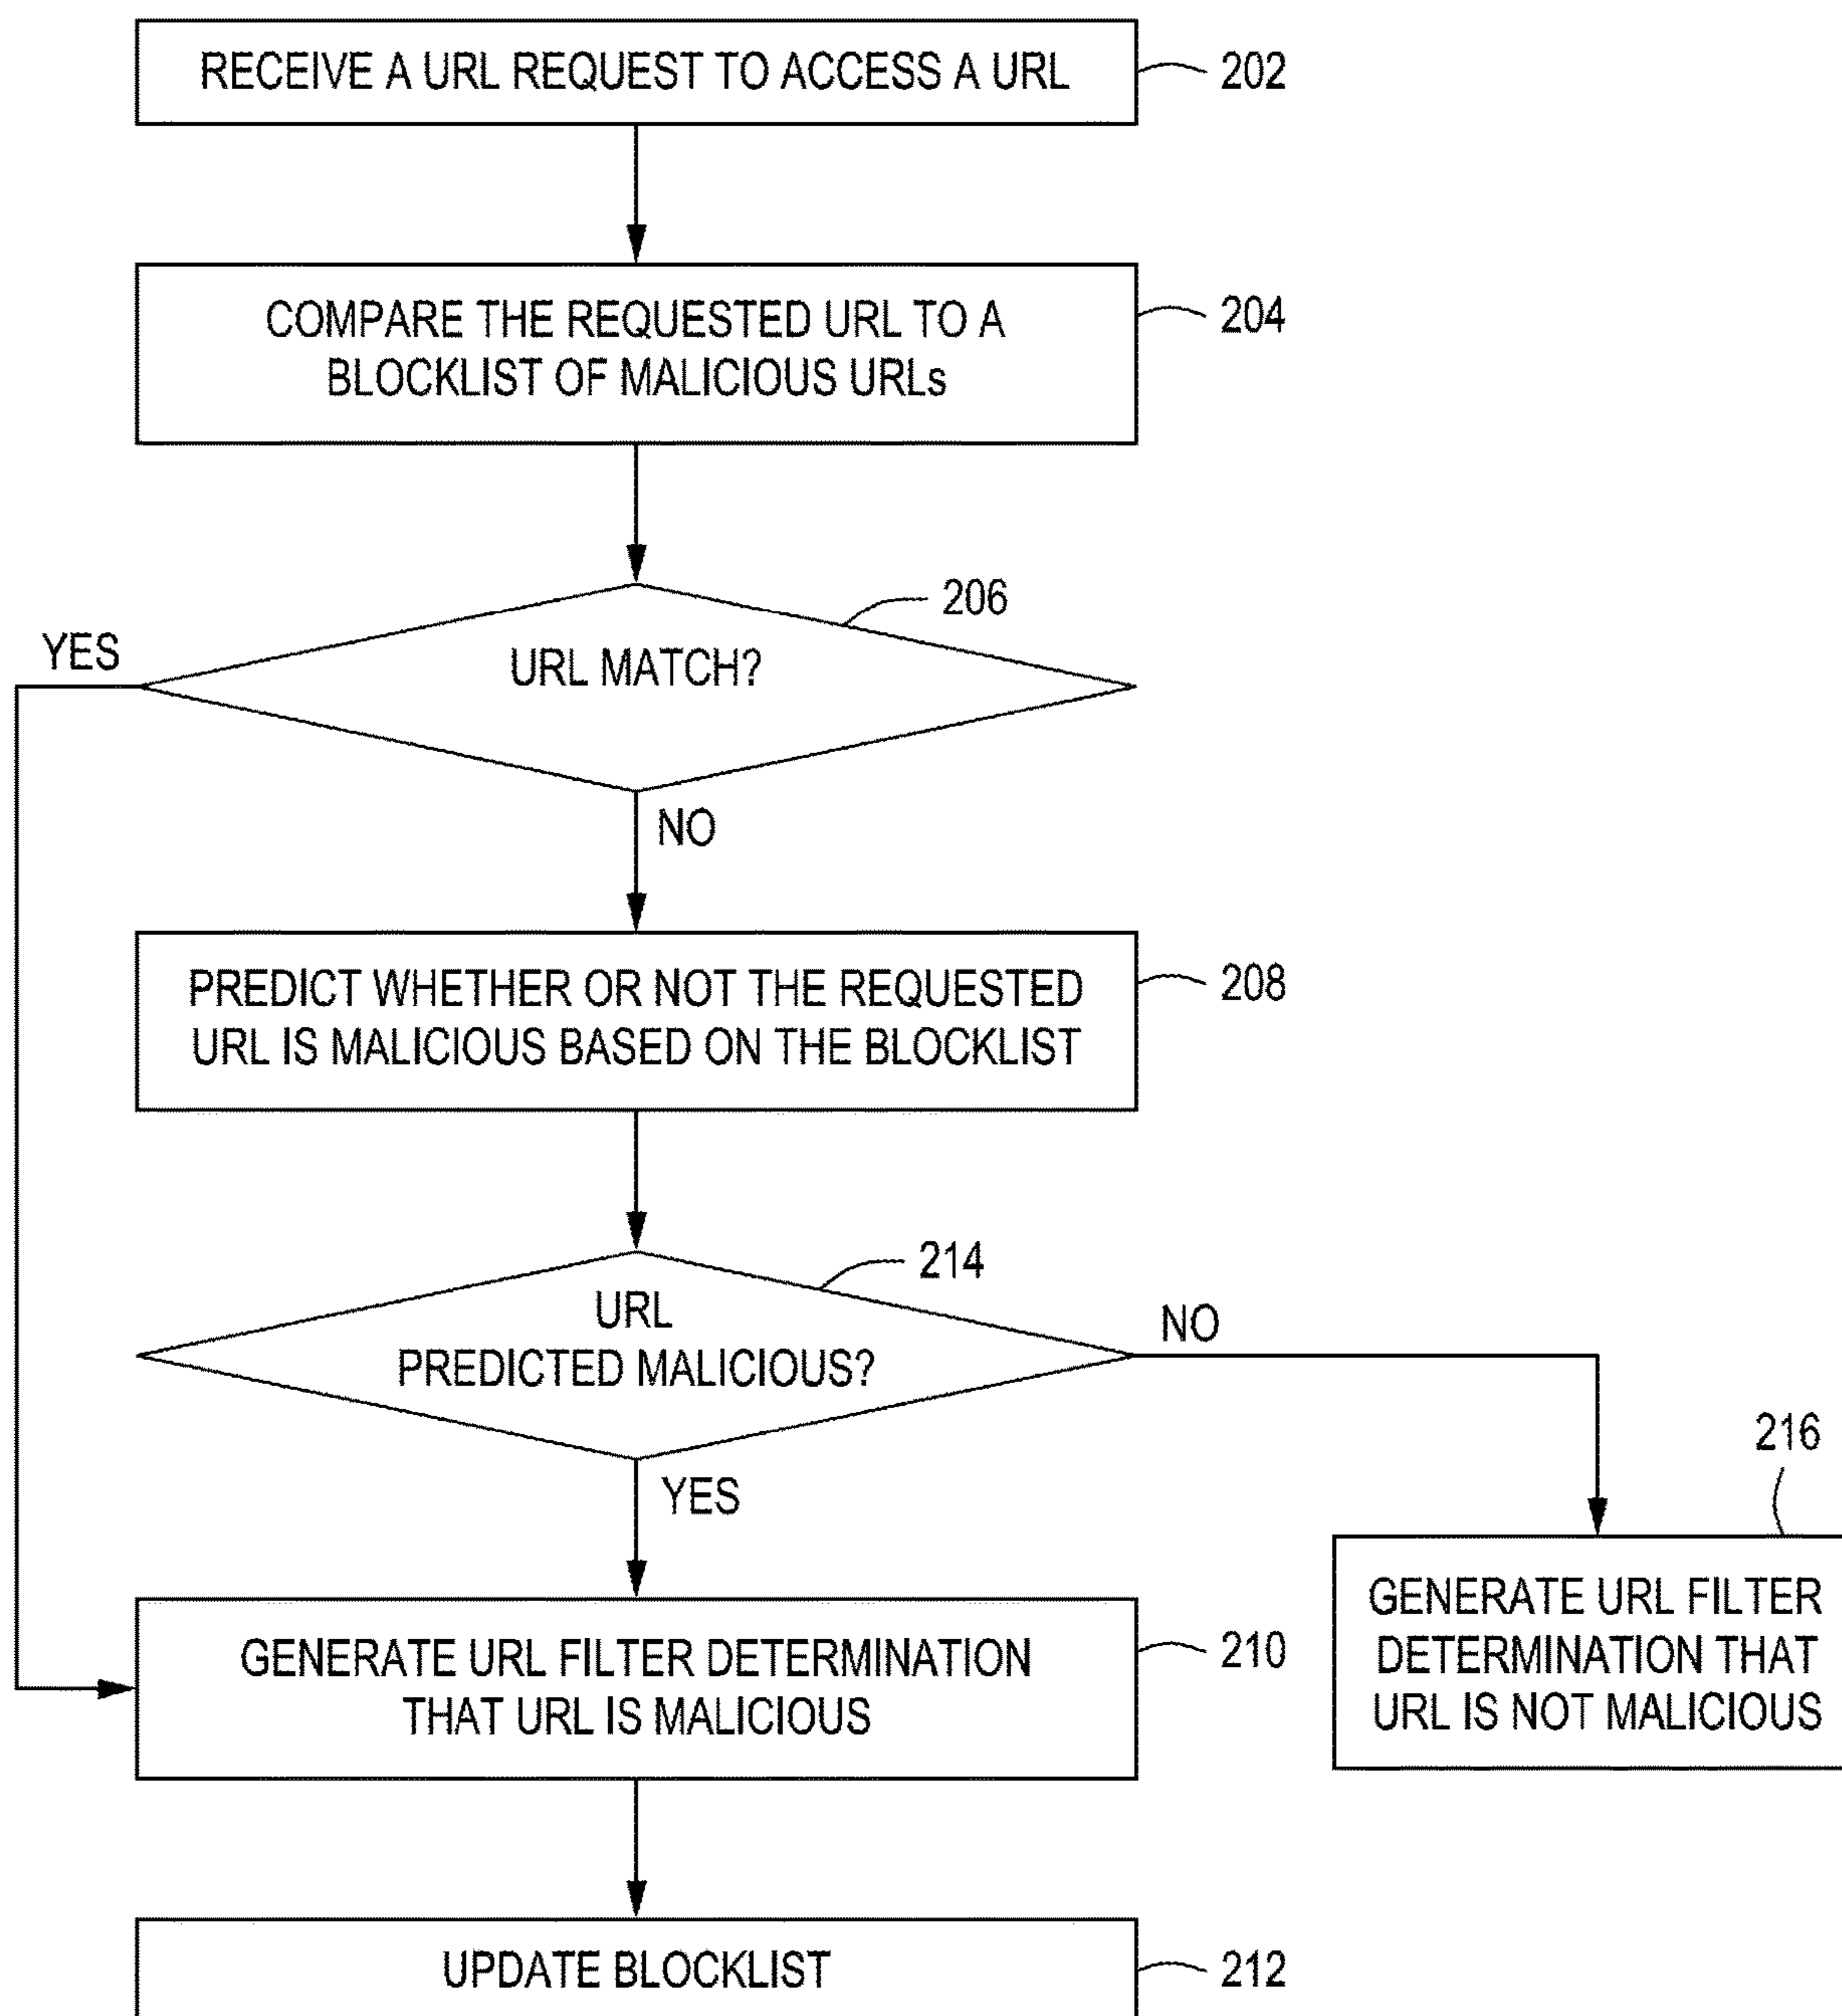 RECEIVE A URL REQUEST TO ACCESS A URL
202
COMPARE THE REQUESTED URL TO A
BLOCKLIST OF MALICIOUS URLs
204
206
YES
URL MATCH?
NO
PREDICT WHETHER OR NOT THE REQUESTED
URL IS MALICIOUS BASED ON THE BLOCKLIST
208
214
URL
PREDICTED MALICIOUS?
NO
YES
216
GENERATE URL FILTER
DETERMINATION THAT
URL IS NOT MALICIOUS
GENERATE URL FILTER DETERMINATION
THAT URL IS MALICIOUS
210
UPDATE BLOCKLIST
212